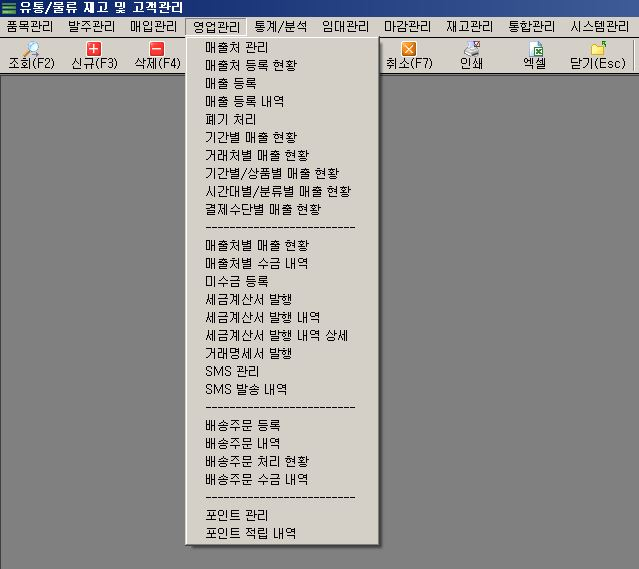 유통/물류 재고 및 고객관리
품목관리 발주관리 매입관리 영업관리 통계/분석 임대관리 마감관리 재고관리 통합관리 시스템관리
조회(F2) 신규(F3) 삭제(F4) 취소(F7) 인쇄 엑셀 닫기(Esc)
매출처 관리
매출처 등록 현황
매출 등록
매출 등록 내역
폐기 처리
기간별 매출 현황
거래처별 매출 현황
기간별/상품별 매출 현황
시간대별/분류별 매출 현황
결제수단별 매출 현황
-------------------------
매출처별 매출 현황
매출처별 수금 내역
미수금 등록
세금계산서 발행
세금계산서 발행 내역
세금계산서 발행 내역 상세
거래명세서 발행
SMS 관리
SMS 발송 내역
-------------------------
배송주문 등록
배송주문 내역
배송주문 처리 현황
배송주문 수금 내역
-------------------------
포인트 관리
포인트 적립 내역